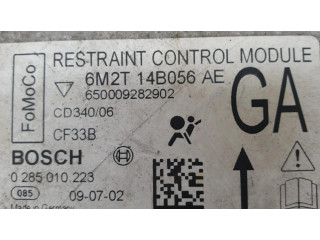 FoMoCo
RESTRAINT CONTROL MODULE
6M2T 14B056 AE
650009282902
GA
CD340/06
CF33B
BOSCH
0 285 010 223
085 09-07-02
Made in Germany